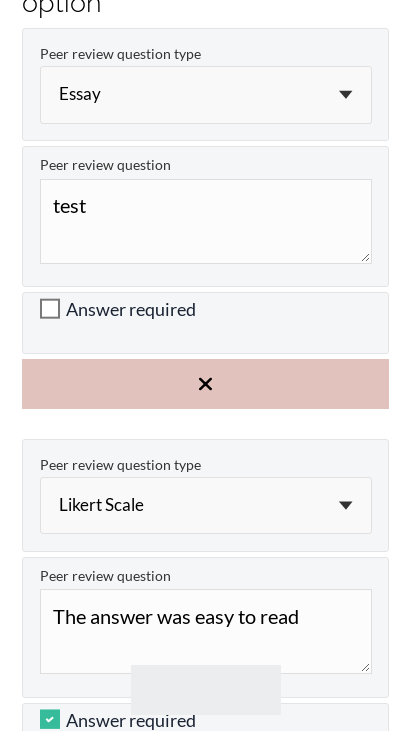 option
Peer review question type
Essay
Peer review question
test
Answer required
Peer review question type
Likert Scale
Peer review question
The answer was easy to read
Answer required